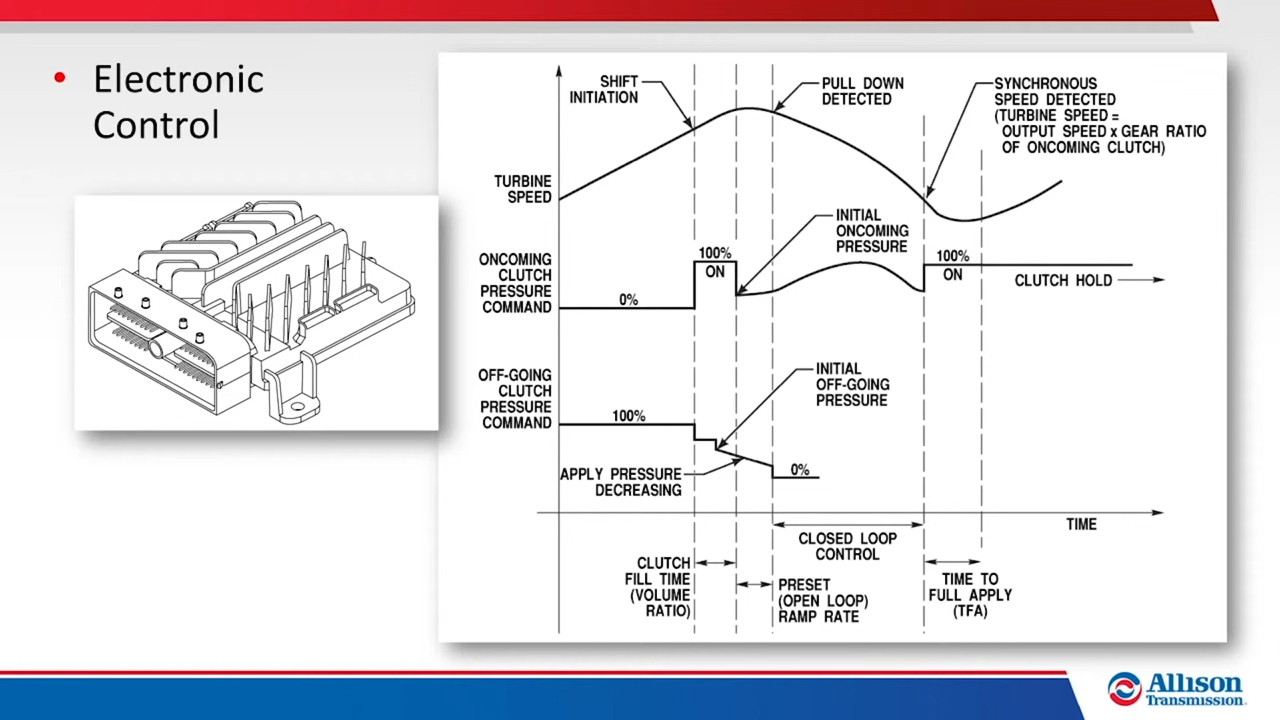 • Electronic
Control
SHIFT
INITIATION
PULL DOWN
DETECTED
SYNCHRONOUS
SPEED DETECTED
(TURBINE SPEED =
OUTPUT SPEED x GEAR RATIO
OF ONCOMING CLUTCH)
TURBINE
SPEED
INITIAL
ONCOMING
PRESSURE
ONCOMING
CLUTCH
PRESSURE
COMMAND
0%
100%
ON
100%
ON
CLUTCH HOLD
OFF-GOING
CLUTCH
PRESSURE
COMMAND
100%
INITIAL
OFF-GOING
PRESSURE
APPLY PRESSURE
DECREASING
0%
TIME
CLOSED LOOP
CONTROL
CLUTCH
FILL TIME
(VOLUME
RATIO)
PRESET
(OPEN LOOP)
RAMP RATE
TIME TO
FULL APPLY
(TFA)
Allison
Transmission